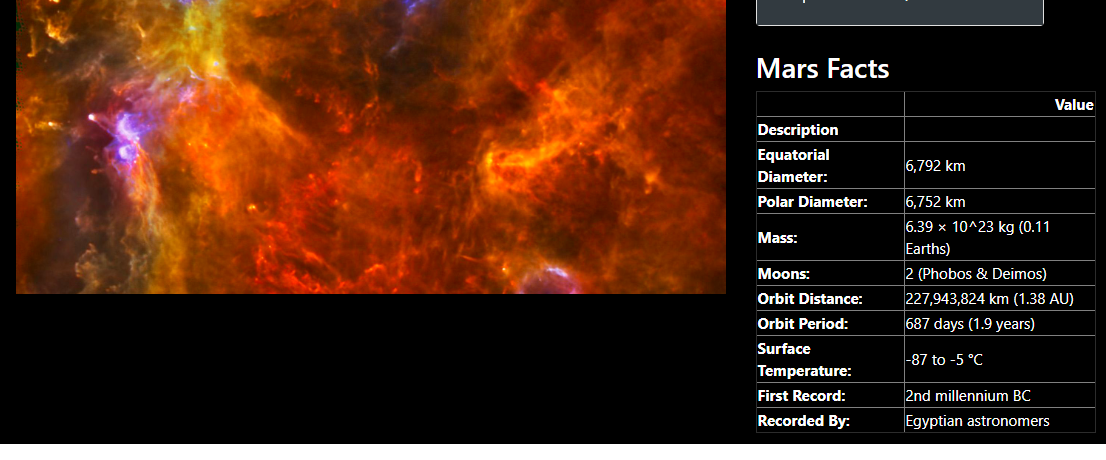 Mars Facts
Value
Description
Equatorial
Diameter:
6,792 km
Polar Diameter:
6,752 km
Mass:
6.39 × 10^23 kg (0.11
Earths)
Moons:
2 (Phobos & Deimos)
Orbit Distance:
227,943,824 km (1.38 AU)
Orbit Period:
687 days (1.9 years)
Surface
Temperature:
-87 to -5 °C
First Record:
2nd millennium BC
Recorded By:
Egyptian astronomers